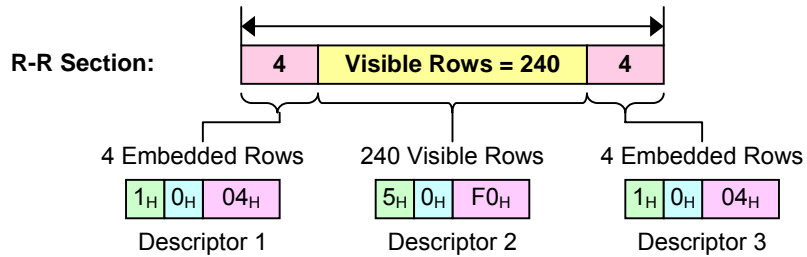 R-R Section:
4 Visible Rows = 240 4
4 Embedded Rows 240 Visible Rows 4 Embedded Rows
1H 0H 04H 5H 0H F0H 1H 0H 04H
Descriptor 1 Descriptor 2 Descriptor 3